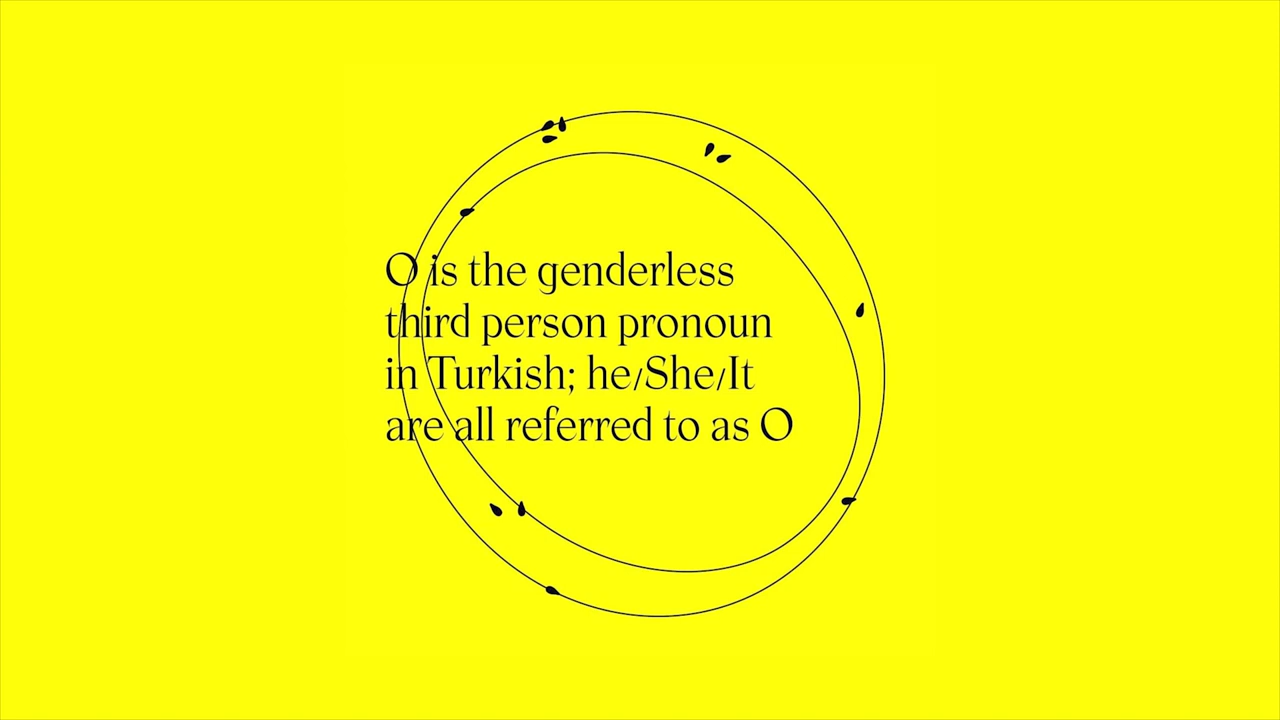 O is the genderless
third person pronoun
in Turkish; he/She/It
are all referred to as O